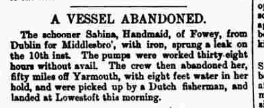 A VESSEL ABANDONED.
The schooner Sabina, Handmaid, of Fowey, from
Dublin for Middlesbro', with iron, sprung a leak on
the 10th inst. The pumps were worked thirty-eight
hours without avail. The crew then abandoned her,
fifty miles off Yarmouth, with eight feet water in her
hold, and were picked up by a Dutch fisherman, and
landed at Lowestoft this morning.